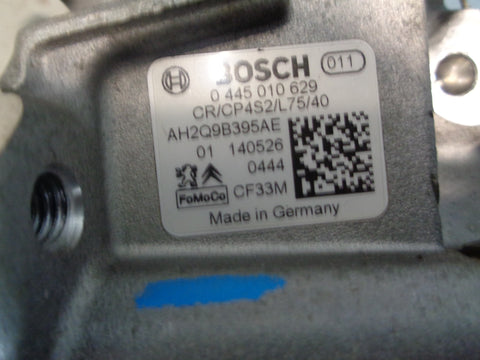 BOSCH 011
0 445 010 629
CR/CP4S2/L75/40
AH2Q9B395AE
01 140526
0444
FoMoCo CF33M
Made in Germany